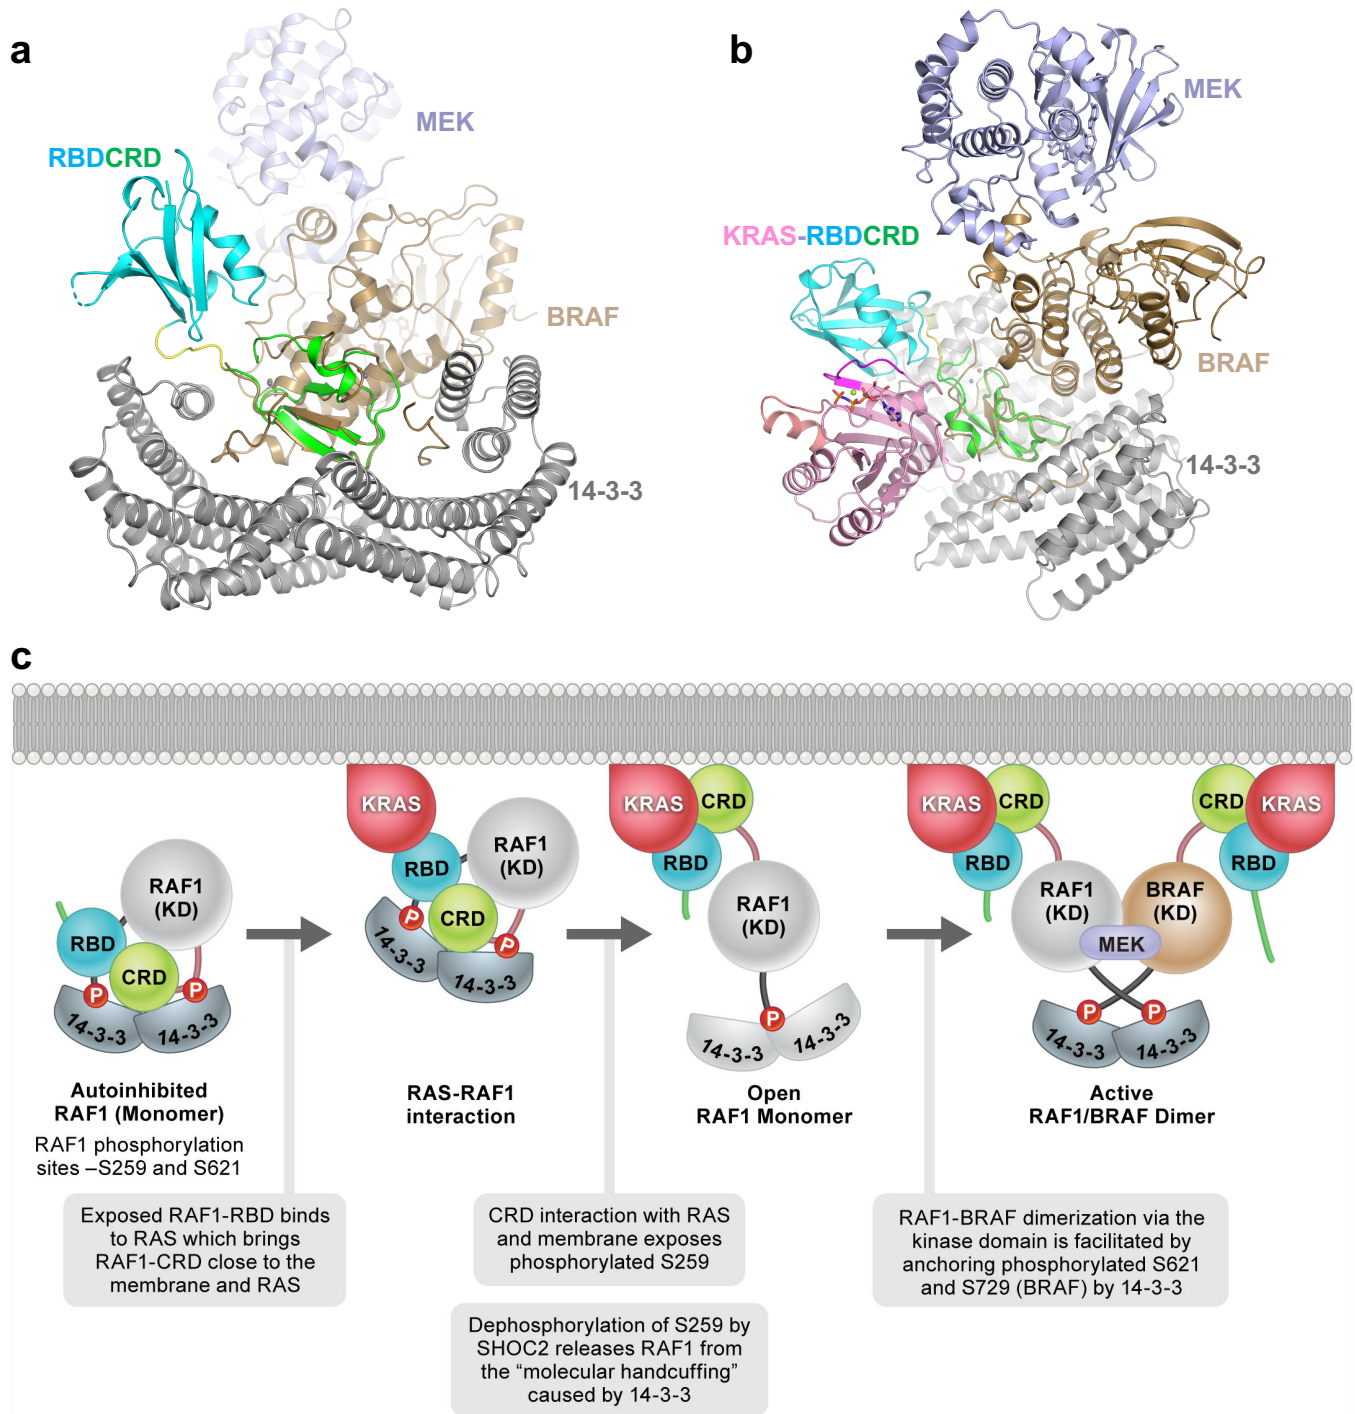 a
MEK
RBDCRD
BRAF
14-3-3
b
MEK
KRAS-RBDCRD
BRAF
14-3-3
c
RAF1
(KD)
RBD
CRD
P
P
14-3-3
14-3-3
Autoinhibited
RAF1 (Monomer)
RAF1 phosphorylation
sites –S259 and S621
KRAS
RAF1
(KD)
RBD
CRD
P
P
14-3-3
14-3-3
RAS-RAF1
interaction
KRAS
CRD
RBD
RAF1
(KD)
P
14-3-3
14-3-3
Open
RAF1 Monomer
KRAS
CRD
RBD
CRD
KRAS
RBD
RAF1
(KD)
BRAF
(KD)
MEK
P
P
14-3-3
14-3-3
Active
RAF1/BRAF Dimer
Exposed RAF1-RBD binds
to RAS which brings
RAF1-CRD close to the
membrane and RAS
CRD interaction with RAS
and membrane exposes
phosphorylated S259
Dephosphorylation of S259 by
SHOC2 releases RAF1 from
the “molecular handcuffing”
caused by 14-3-3
RAF1-BRAF dimerization via the
kinase domain is facilitated by
anchoring phosphorylated S621
and S729 (BRAF) by 14-3-3